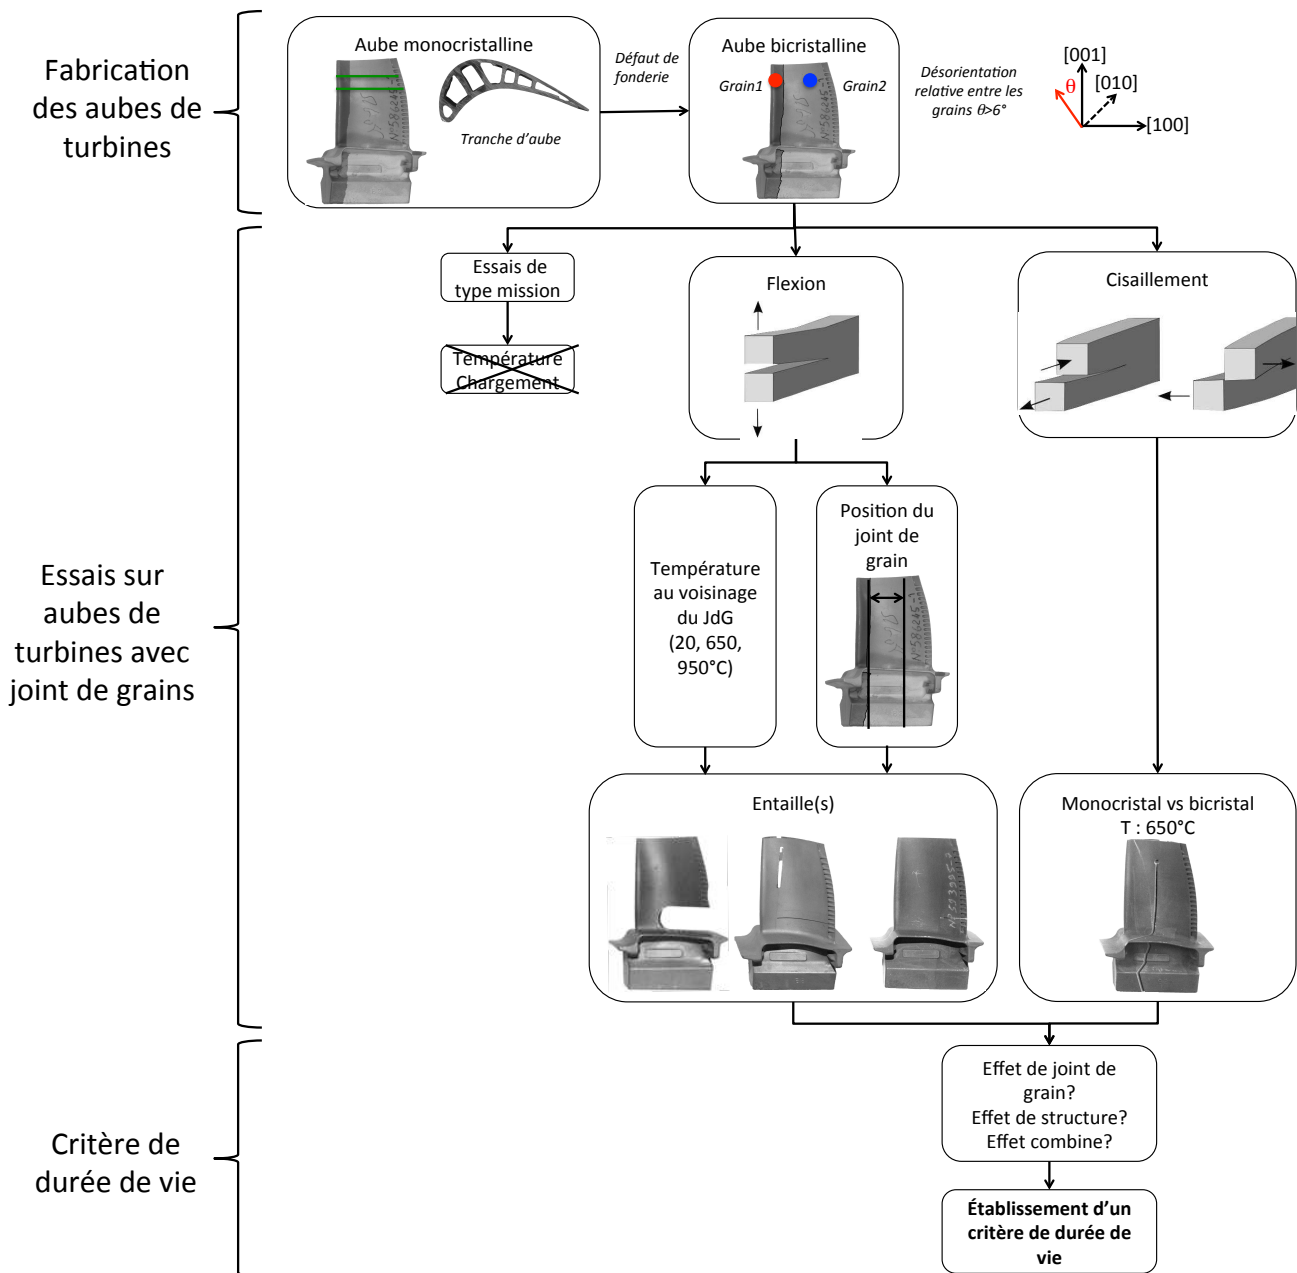 Fabrication
des aubes de
turbines
Aube monocristalline
Tranche d'aube
Défaut de
fonderie
Aube bicristalline
Grain1
Grain2
N°586245-?
Désorientation
relative entre les
grains θ>6°
[001]
[010]
θ
[100]
Essais sur
aubes de
turbines avec
joint de grains
Essais de
type mission
Température
Chargement
Flexion
Cisaillement
Température
au voisinage
du JdG
(20, 650,
950°C)
Position du
joint de
grain
Entaille(s)
Monocristal vs bicristal
T : 650°C
Critère de
durée de vie
Effet de joint de
grain?
Effet de structure?
Effet combine?
Établissement d'un
critère de durée de
vie